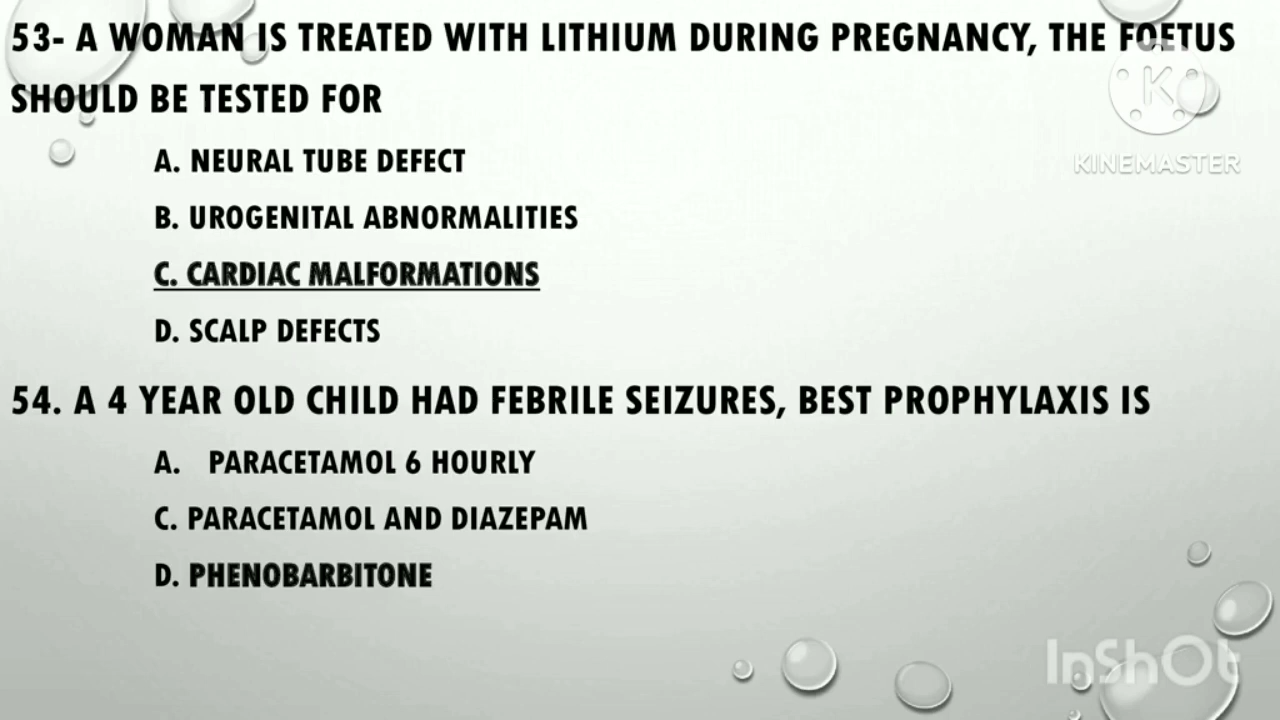 53- A WOMAN IS TREATED WITH LITHIUM DURING PREGNANCY, THE FOETUS
SHOULD BE TESTED FOR
KINEMASTER
A. NEURAL TUBE DEFECT
B. UROGENITAL ABNORMALITIES
C. CARDIAC MALFORMATIONS
D. SCALP DEFECTS
54. A 4 YEAR OLD CHILD HAD FEBRILE SEIZURES, BEST PROPHYLAXIS IS
A. PARACETAMOL 6 HOURLY
C. PARACETAMOL AND DIAZEPAM
D. PHENOBARBITONE
InShOt